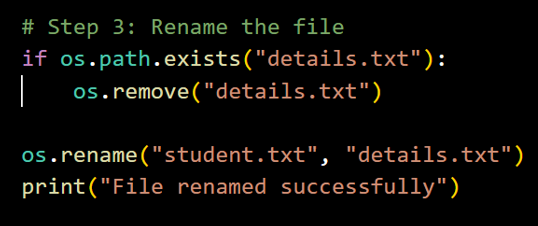 # Step 3: Rename the file
if os.path.exists("details.txt"):
    os.remove("details.txt")
os.rename("student.txt", "details.txt")
print("File renamed successfully")